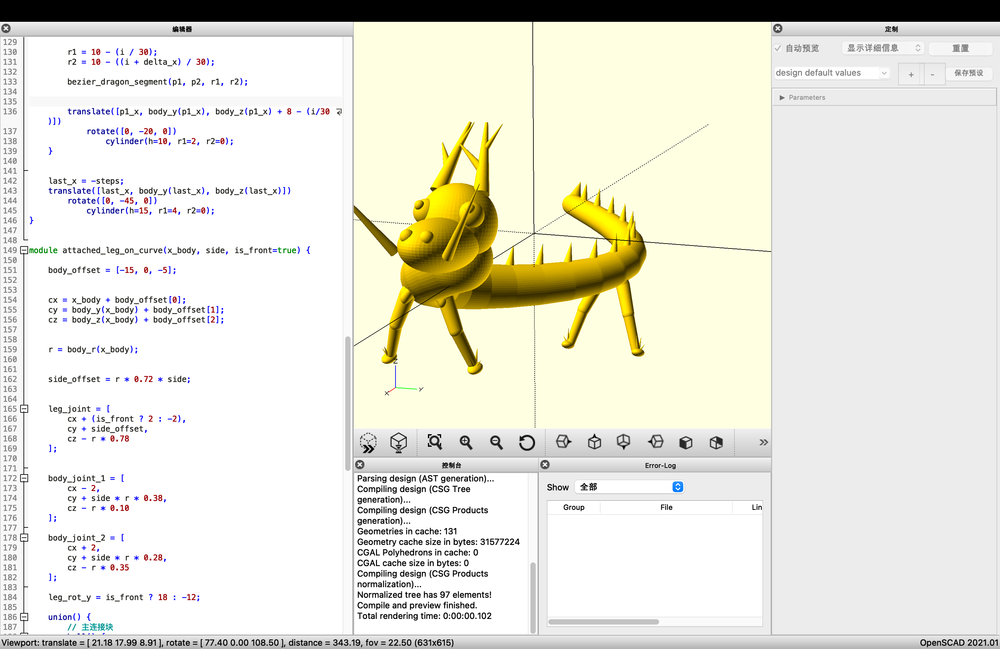 编辑器
129
130 r1 = 10 - (i / 30);
131 r2 = 10 - ((i + delta_x) / 30);
132
133 bezier_dragon_segment(p1, p2, r1, r2);
134
135
136 translate([p1_x, body_y(p1_x), body_z(p1_x) + 8 - (i/30
)])
137 rotate([0, -20, 0])
138 cylinder(h=10, r1=2, r2=0);
139 }
140
141
142 last_x = -steps;
143 translate([last_x, body_y(last_x), body_z(last_x)])
144 rotate([0, -45, 0])
145 cylinder(h=15, r1=4, r2=0);
146 }
147
148
149 module attached_leg_on_curve(x_body, side, is_front=true) {
150
151 body_offset = [-15, 0, -5];
152
153
154 cx = x_body + body_offset[0];
155 cy = body_y(x_body) + body_offset[1];
156 cz = body_z(x_body) + body_offset[2];
157
158
159 r = body_r(x_body);
160
161
162 side_offset = r * 0.72 * side;
163
164
165 leg_joint = [
166 cx + (is_front ? 2 : -2),
167 cy + side_offset,
168 cz - r * 0.78
169 ];
170
171
172 body_joint_1 = [
173 cx - 2,
174 cy + side * r * 0.38,
175 cz - r * 0.10
176 ];
177
178 body_joint_2 = [
179 cx + 2,
180 cy + side * r * 0.28,
181 cz - r * 0.35
182 ];
183
184 leg_rot_y = is_front ? 18 : -12;
185
186 union() {
187 // 主连接块
Z
X
Y
控制台
Parsing design (AST generation)...
Compiling design (CSG Tree
generation)...
Compiling design (CSG Products
generation)...
Geometries in cache: 131
Geometry cache size in bytes: 31577224
CGAL Polyhedrons in cache: 0
CGAL cache size in bytes: 0
Compiling design (CSG Products
normalization)...
Normalized tree has 97 elements!
Compile and preview finished.
Total rendering time: 0:00:00.102
Error-Log
Show 全部
Group File Lin
定制
自动预览 显示详细信息 重置
design default values + - 保存预设
Parameters
Viewport: translate = [ 21.18 17.99 8.91 ], rotate = [ 77.40 0.00 108.50 ], distance = 343.19, fov = 22.50 (631x615)
OpenSCAD 2021.01